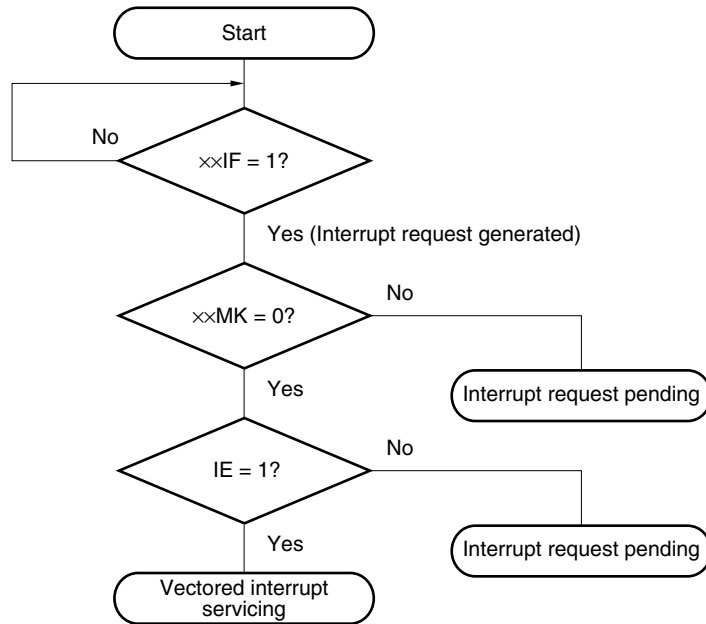 Start
No
××IF = 1?
Yes (Interrupt request generated)
××MK = 0?
No
Interrupt request pending
Yes
IE = 1?
No
Interrupt request pending
Yes
Vectored interrupt
servicing